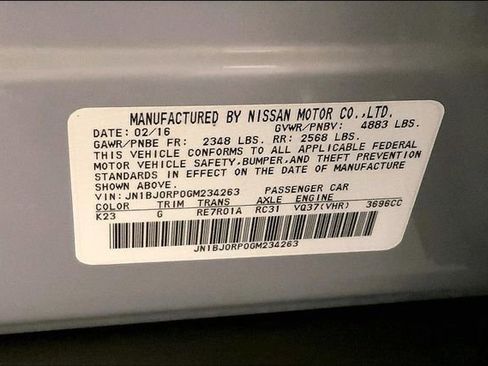 MANUFACTURED BY NISSAN MOTOR CO.,LTD.
DATE: 02/16 GVWR/PNBV: 4883 LBS.
GAWR/PNBE FR: 2348 LBS. RR: 2568 LBS.
THIS VEHICLE CONFORMS TO ALL APPLICABLE FEDERAL
MOTOR VEHICLE SAFETY,BUMPER,AND THEFT PREVENTION
STANDARDS IN EFFECT ON THE DATE OF MANUFACTURE
SHOWN ABOVE.
VIN: JN1BJ0RP0GM234263 PASSENGER CAR
COLOR TRIM TRANS AXLE ENGINE
K23 G RE7R01A RC31 VQ37(VHR) 3696CC
JN1BJ0RP0GM234263